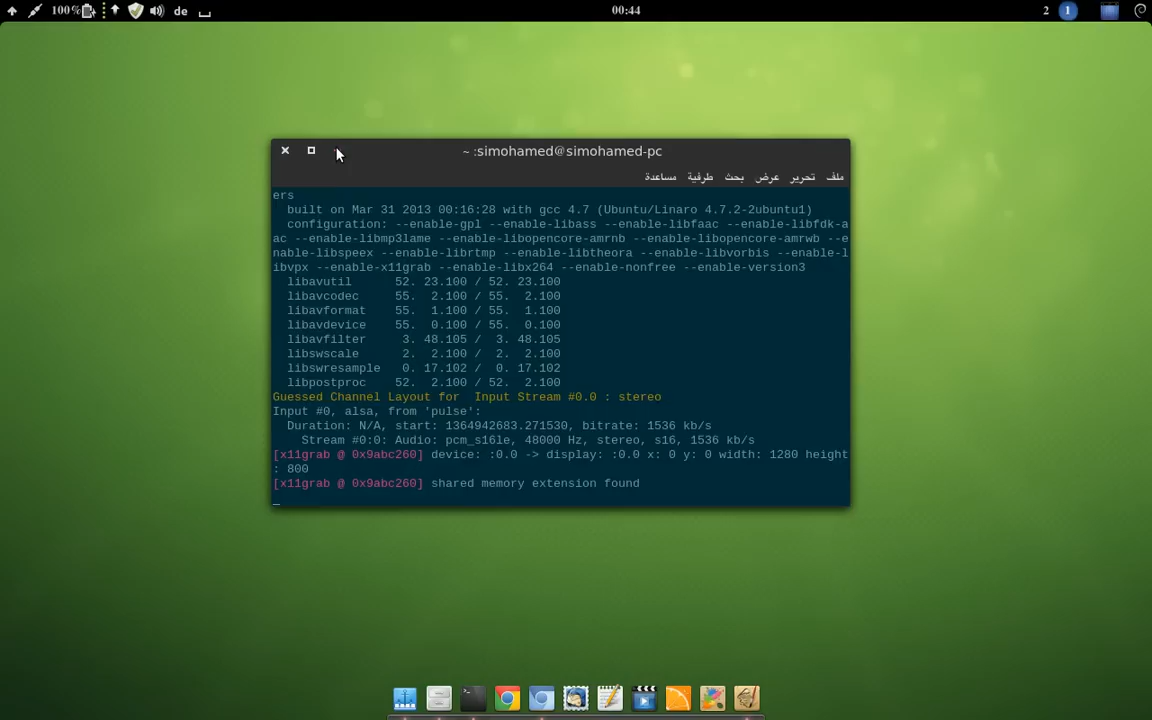 100% de 00:44 2 1
~ :simohamed@simohamed-pc
ملف تحرير عرض بحث طرفية مساعدة
ers
built on Mar 31 2013 00:16:28 with gcc 4.7 (Ubuntu/Linaro 4.7.2-2ubuntu1)
configuration: --enable-gpl --enable-libass --enable-libfaac --enable-libfdk-a
ac --enable-libmp3lame --enable-libopencore-amrnb --enable-libopencore-amrwb --e
nable-libspeex --enable-librtmp --enable-libtheora --enable-libvorbis --enable-l
ibvpx --enable-x11grab --enable-libx264 --enable-nonfree --enable-version3
libavutil 52. 23.100 / 52. 23.100
libavcodec 55. 2.100 / 55. 2.100
libavformat 55. 1.100 / 55. 1.100
libavdevice 55. 0.100 / 55. 0.100
libavfilter 3. 48.105 / 3. 48.105
libswscale 2. 2.100 / 2. 2.100
libswresample 0. 17.102 / 0. 17.102
libpostproc 52. 2.100 / 52. 2.100
Guessed Channel Layout for Input Stream #0.0 : stereo
Input #0, alsa, from 'pulse':
Duration: N/A, start: 1364942683.271530, bitrate: 1536 kb/s
Stream #0:0: Audio: pcm_s16le, 48000 Hz, stereo, s16, 1536 kb/s
[x11grab @ 0x9abc260] device: :0.0 -> display: :0.0 x: 0 y: 0 width: 1280 height
: 800
[x11grab @ 0x9abc260] shared memory extension found